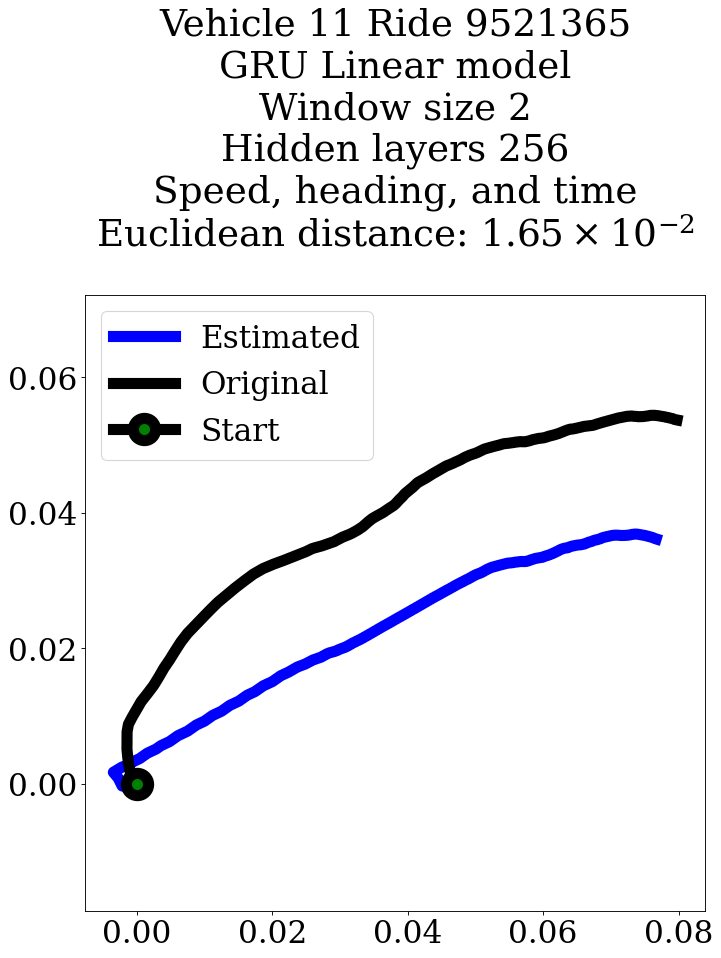 Vehicle 11 Ride 9521365
GRU Linear model
Window size 2
Hidden layers 256
Speed, heading, and time
Euclidean distance: 1.65 × 10⁻²
Estimated
Original
Start
0.06
0.04
0.02
0.00
0.00 0.02 0.04 0.06 0.08